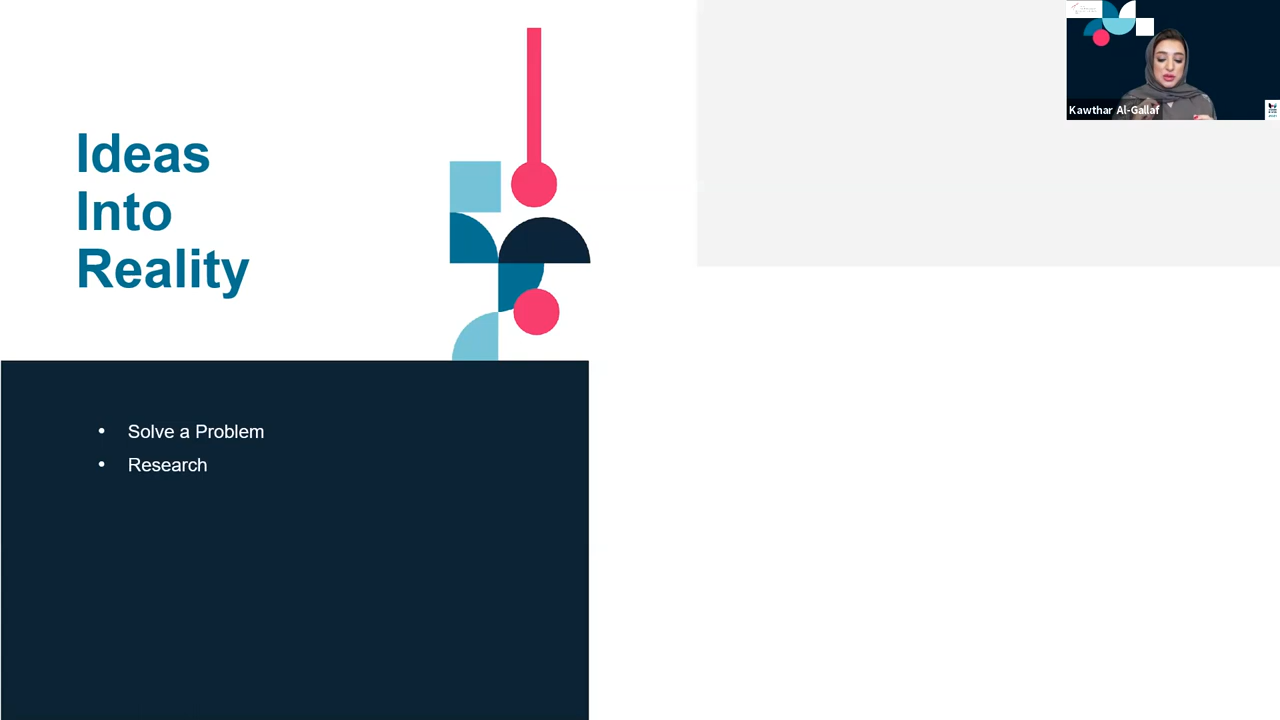 Ideas
Into
Reality
• Solve a Problem
• Research
Kawthar Al-Gallaf